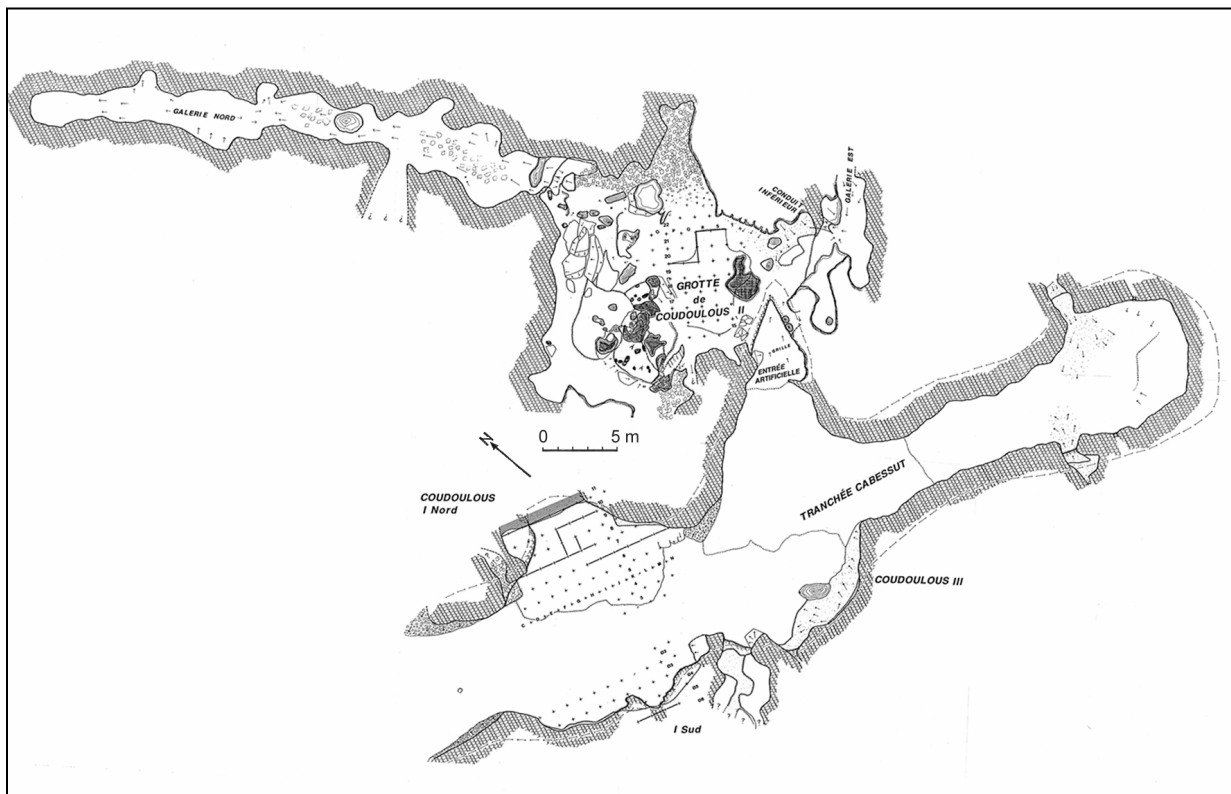 GALERIE NORD
CONDUIT
INFÉRIEUR
GALERIE EST
GROTTE
de
COUDOULOUS II
GRILLE
ENTRÉE
ARTIFICIELLE
N
0 5 m
COUDOULOUS
I Nord
TRANCHÉE CABESSUT
COUDOULOUS III
I Sud